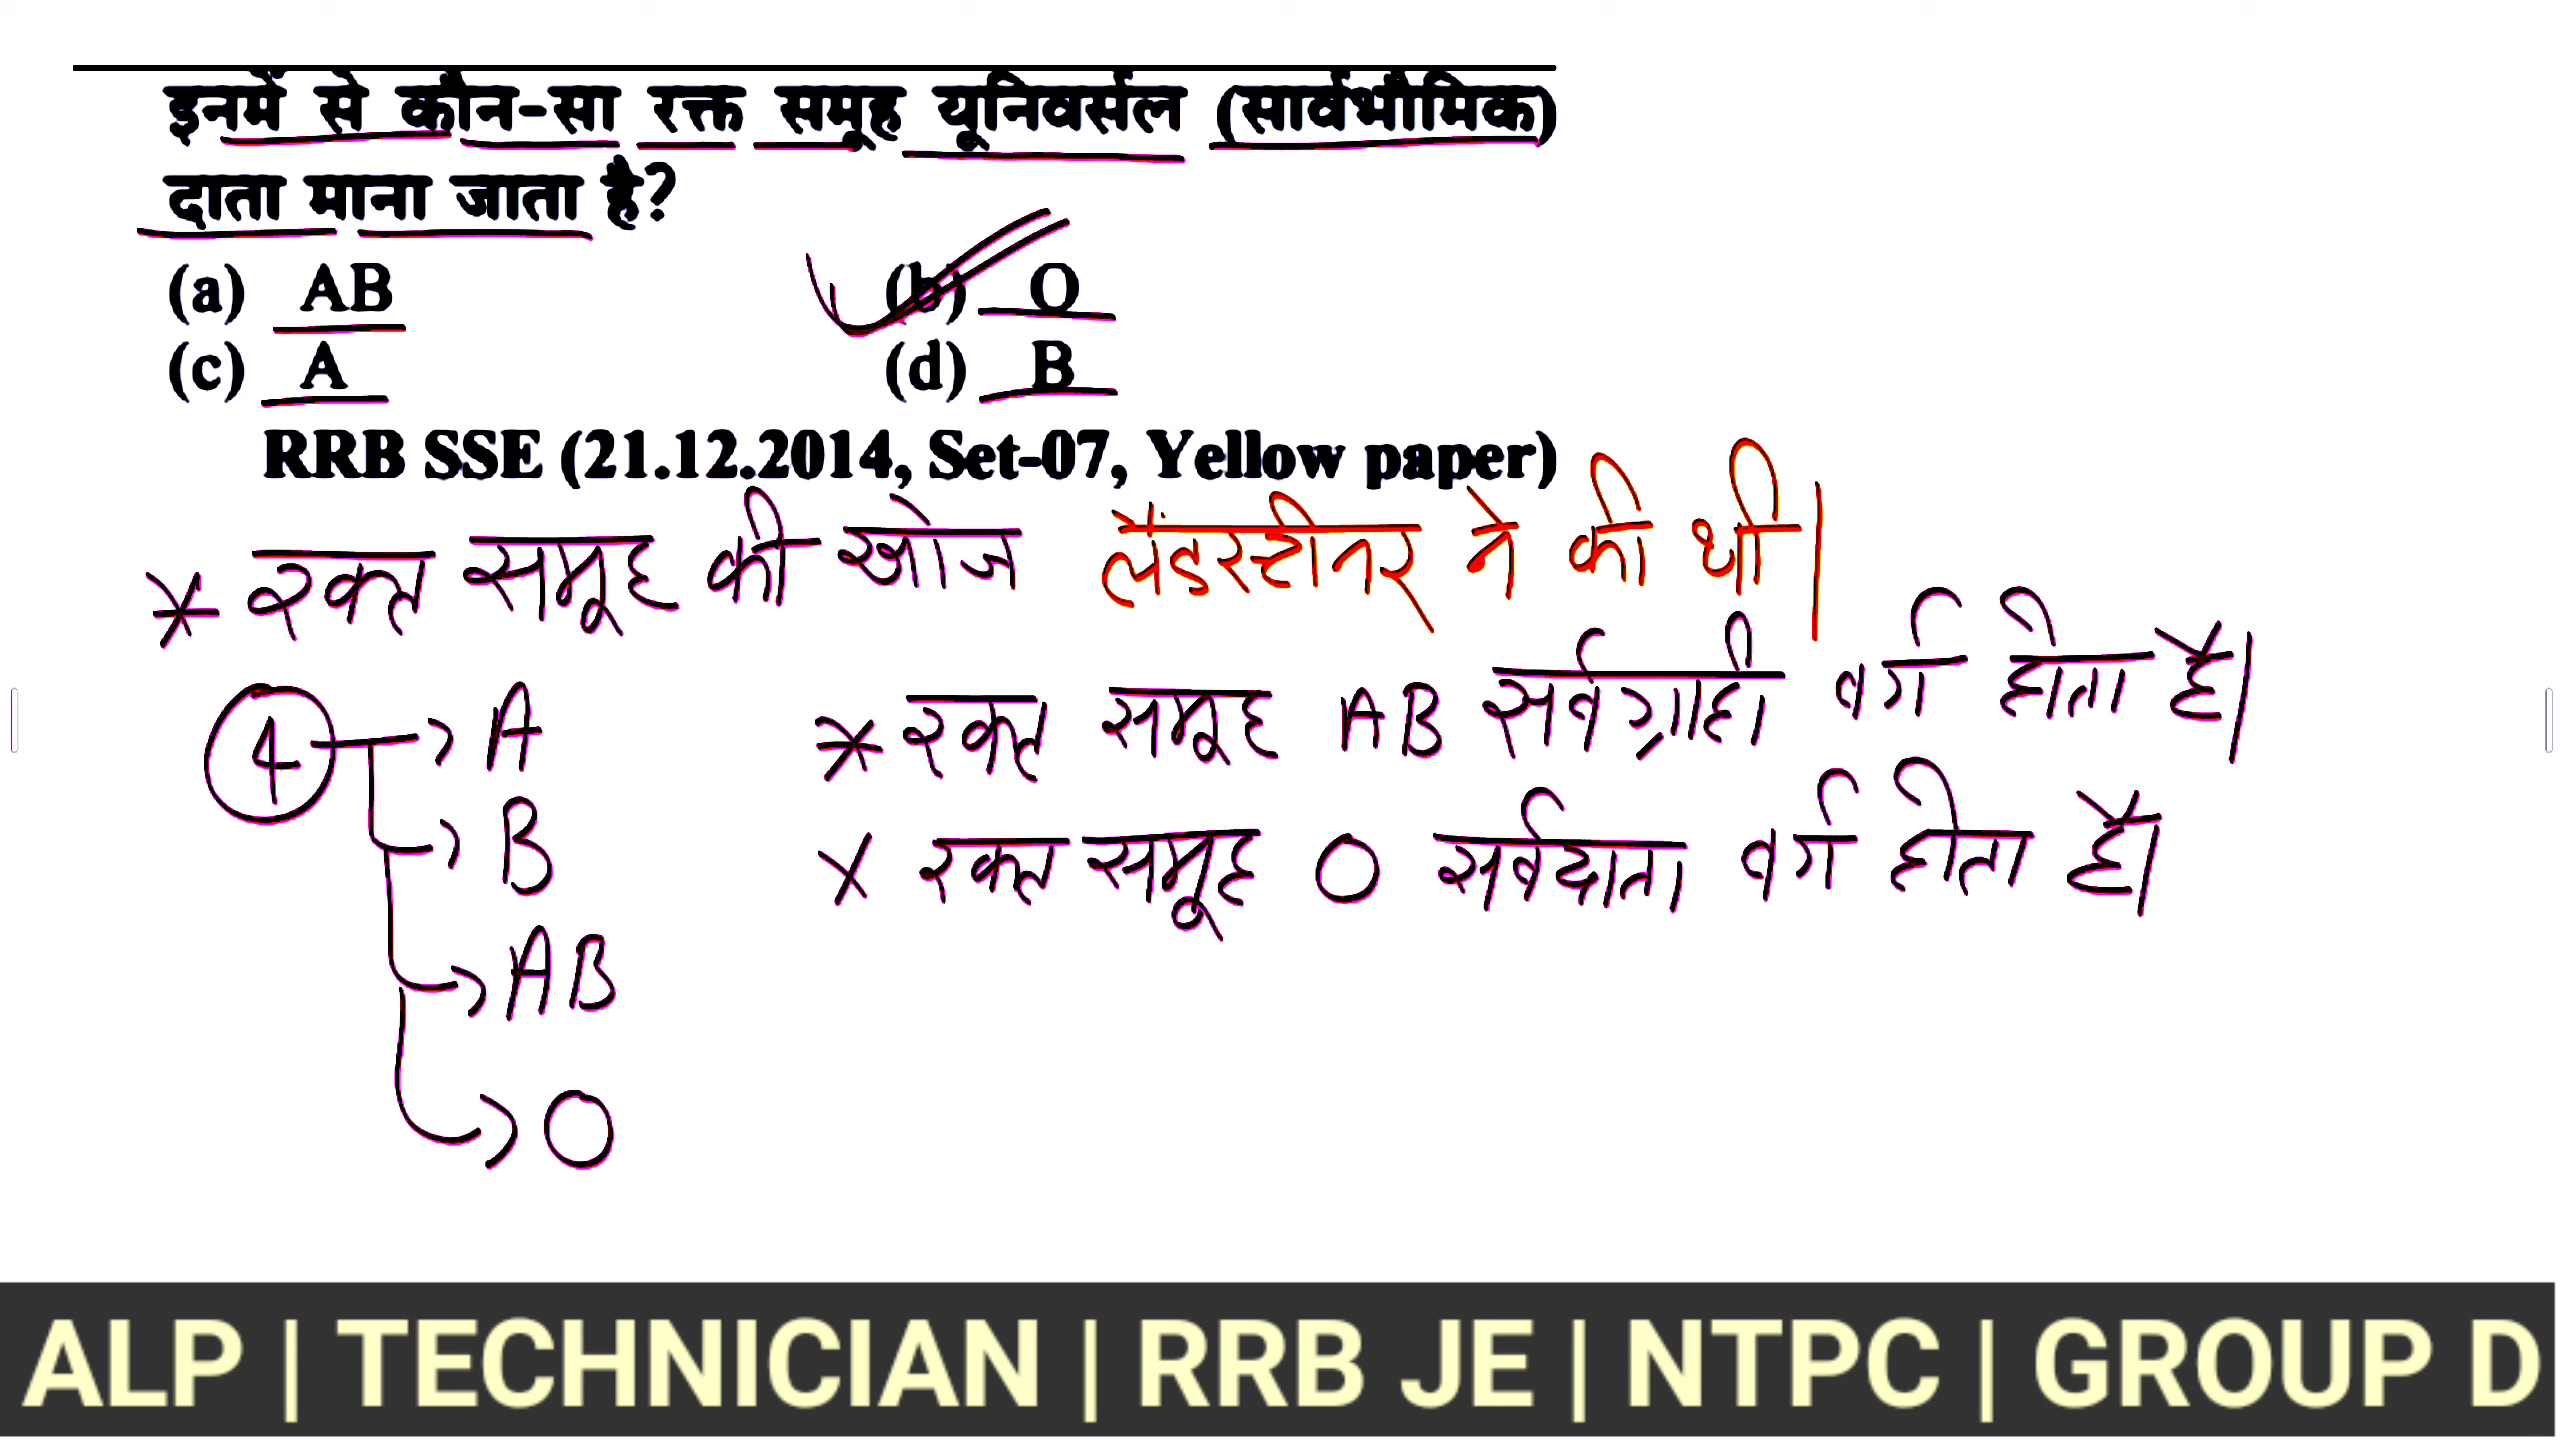 इनमें से कौन-सा रक्त समूह यूनिवर्सल (सार्वभौमिक)
दाता माना जाता है?
(a) AB (b) O
(c) A (d) B
RRB SSE (21.12.2014, Set-07, Yellow paper)
* रक्त समूह की खोज लैंडस्टीनर ने की थी।
4 → A
→ B
→ AB
→ O
* रक्त समूह AB सर्वग्राही वर्ग होता है।
× रक्त समूह O सर्वदाता वर्ग होता है।
ALP | TECHNICIAN | RRB JE | NTPC | GROUP D